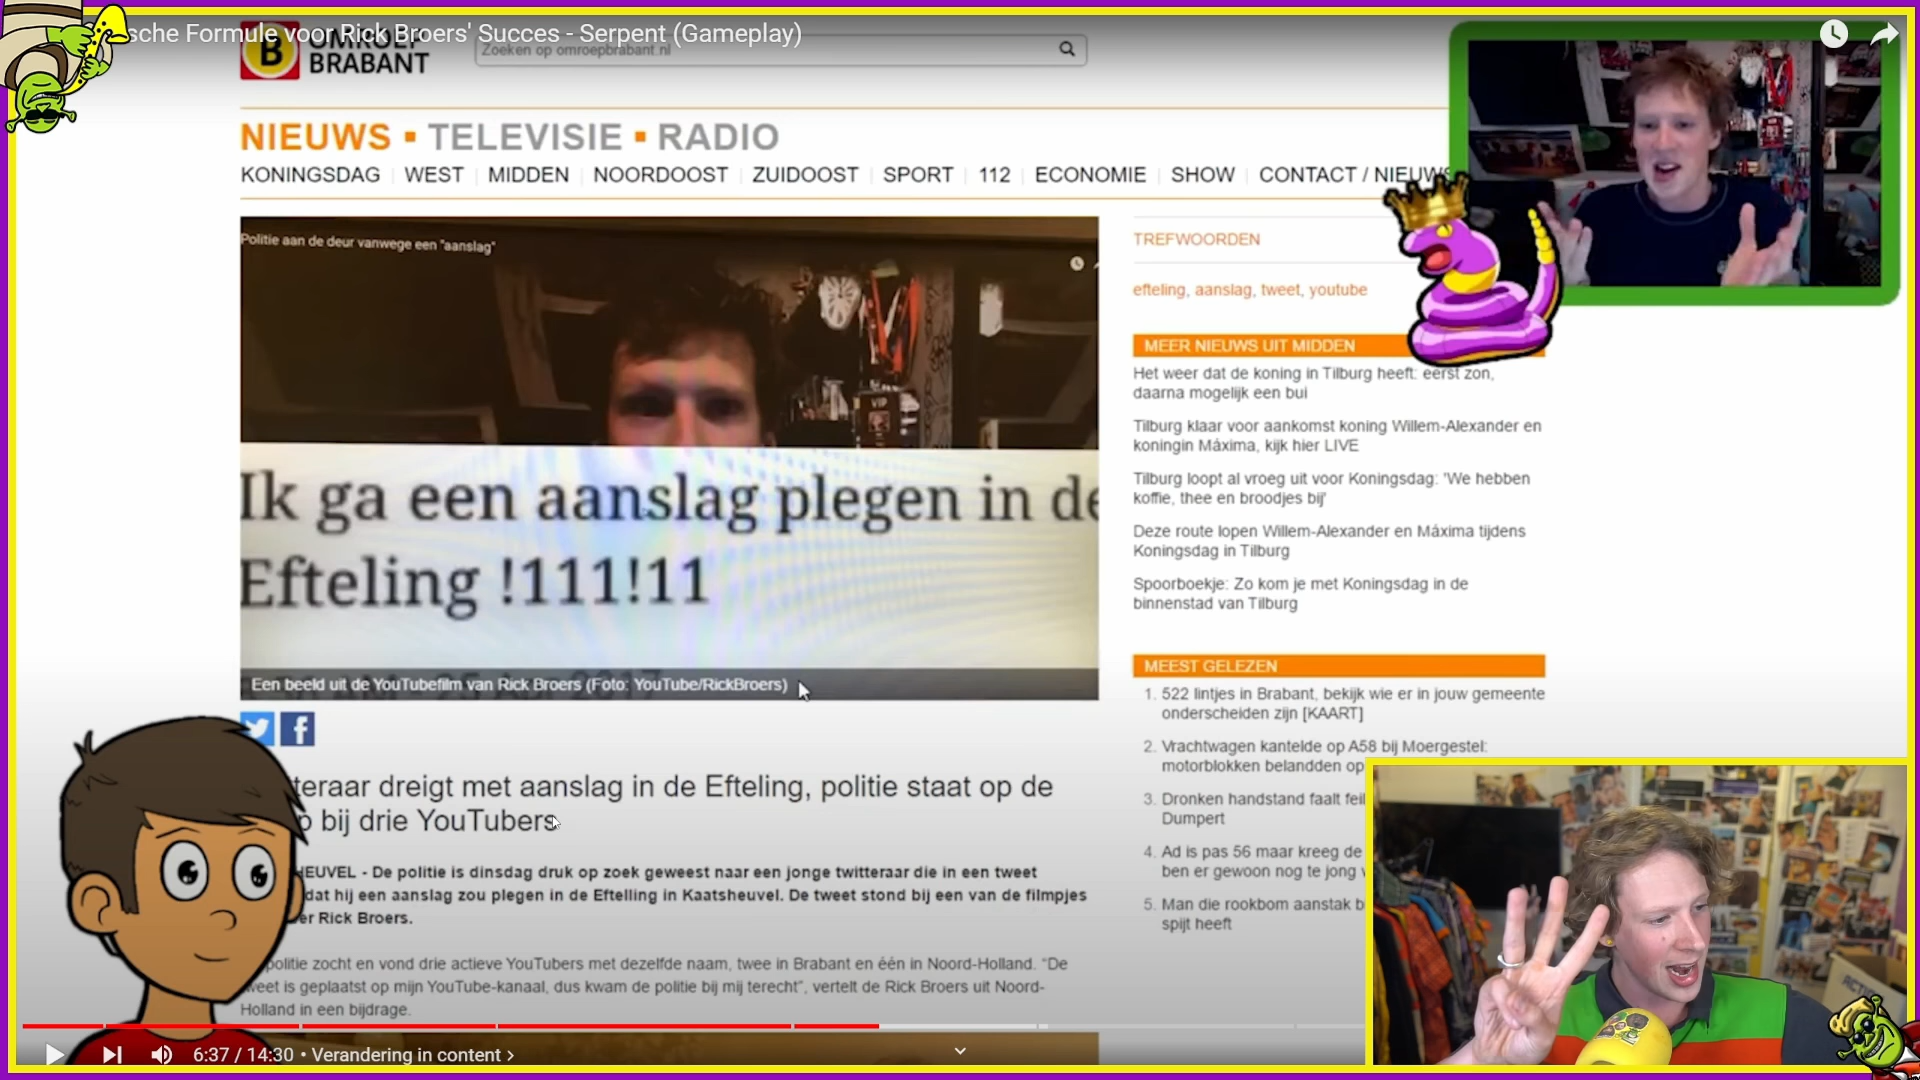 sche Formule voor Rick Broers' Succes - Serpent (Gameplay)
B OMROEP
BRABANT
Zoeken op omroepbrabant.nl
NIEUWS ▪ TELEVISIE ▪ RADIO
KONINGSDAG WEST MIDDEN NOORDOOST ZUIDOOST SPORT 112 ECONOMIE SHOW CONTACT / NIEUWS
Politie aan de deur vanwege een "aanslag"
VIP
Ik ga een aanslag plegen in de
Efteling !111!11
Een beeld uit de YouTubefilm van Rick Broers (Foto: YouTube/RickBroers)
teraar dreigt met aanslag in de Efteling, politie staat op de
bij drie YouTubers
HEUVEL - De politie is dinsdag druk op zoek geweest naar een jonge twitteraar die in een tweet
dat hij een aanslag zou plegen in de Eftelling in Kaatsheuvel. De tweet stond bij een van de filmpjes
er Rick Broers.
politie zocht en vond drie actieve YouTubers met dezelfde naam, twee in Brabant en één in Noord-Holland. "De
weet is geplaatst op mijn YouTube-kanaal, dus kwam de politie bij mij terecht", vertelt de Rick Broers uit Noord-
Holland in een bijdrage.
TREFWOORDEN
efteling, aanslag, tweet, youtube
MEER NIEUWS UIT MIDDEN
Het weer dat de koning in Tilburg heeft: eerst zon,
daarna mogelijk een bui
Tilburg klaar voor aankomst koning Willem-Alexander en
koningin Máxima, kijk hier LIVE
Tilburg loopt al vroeg uit voor Koningsdag: 'We hebben
koffie, thee en broodjes bij'
Deze route lopen Willem-Alexander en Máxima tijdens
Koningsdag in Tilburg
Spoorboekje: Zo kom je met Koningsdag in de
binnenstad van Tilburg
MEEST GELEZEN
1. 522 lintjes in Brabant, bekijk wie er in jouw gemeente
onderscheiden zijn [KAART]
2. Vrachtwagen kantelde op A58 bij Moergestel:
motorblokken belandden op
3. Dronken handstand faalt feil
Dumpert
4. Ad is pas 56 maar kreeg de
ben er gewoon nog te jong v
5. Man die rookbom aanstak b
spijt heeft
6:37 / 14:30 • Verandering in content ›